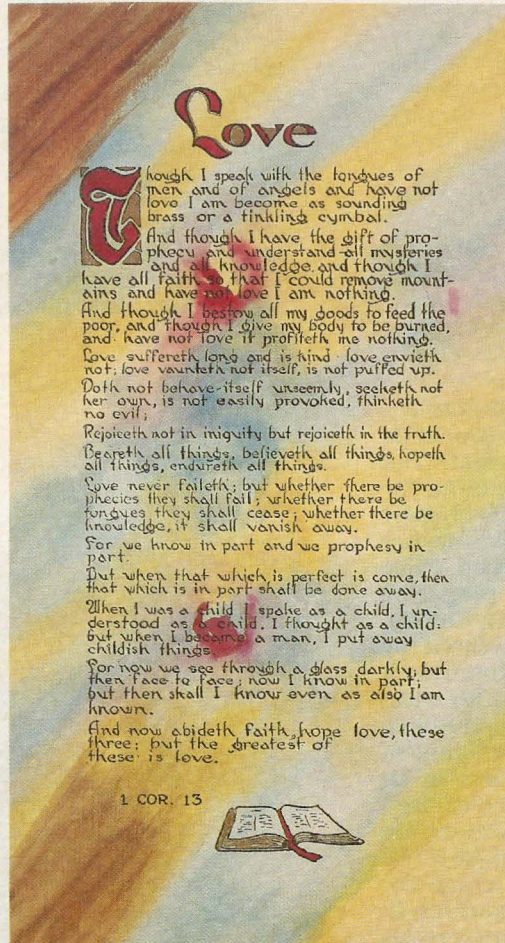 Love
Though I speak with the tongues of
men and of angels and have not
love I am become as sounding
brass or a tinkling cymbal.
And though I have the gift of pro-
phecy and understand all mysteries
and all knowledge, and though I
have all faith so that I could remove mount-
ains and have not love I am nothing.
And though I bestow all my goods to feed the
poor, and though I give my body to be burned,
and have not love it profiteth me nothing.
Love suffereth long and is kind love envieth
not; love vaunteth not itself, is not puffed up.
Doth not behave itself unseemly, seeketh not
her own, is not easily provoked, thinketh
no evil;
Rejoiceth not in iniquity but rejoiceth in the truth.
Beareth all things, believeth all things, hopeth
all things, endureth all things.
Love never faileth; but whether there be pro-
phecies they shall fail; whether there be
tongues they shall cease; whether there be
knowledge, it shall vanish away.
For we know in part and we prophesy in
part.
But when that which is perfect is come, then
that which is in part shall be done away.
When I was a child I spake as a child, I un-
derstood as a child. I thought as a child:
but when I became a man, I put away
childish things.
For now we see through a glass darkly; but
then face to face; now I know in part;
but then shall I know even as also I am
known.
And now abideth faith, hope love, these
three; but the greatest of
these is love.
1 COR. 13